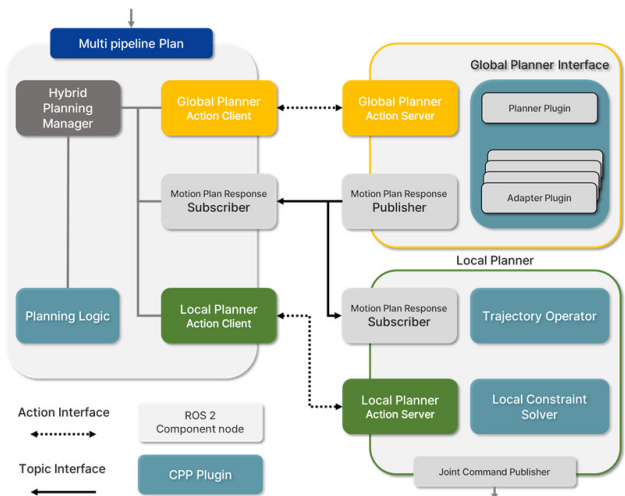 Multi pipeline Plan
Hybrid
Planning
Manager
Global Planner
Action Client
Motion Plan Response
Subscriber
Planning Logic
Local Planner
Action Client
Global Planner Interface
Global Planner
Action Server
Planner Plugin
Motion Plan Response
Publisher
Adapter Plugin
Local Planner
Motion Plan Response
Subscriber
Trajectory Operator
Local Planner
Action Server
Local Constraint
Solver
Joint Command Publisher
Action Interface
ROS 2
Component node
Topic Interface
CPP Plugin